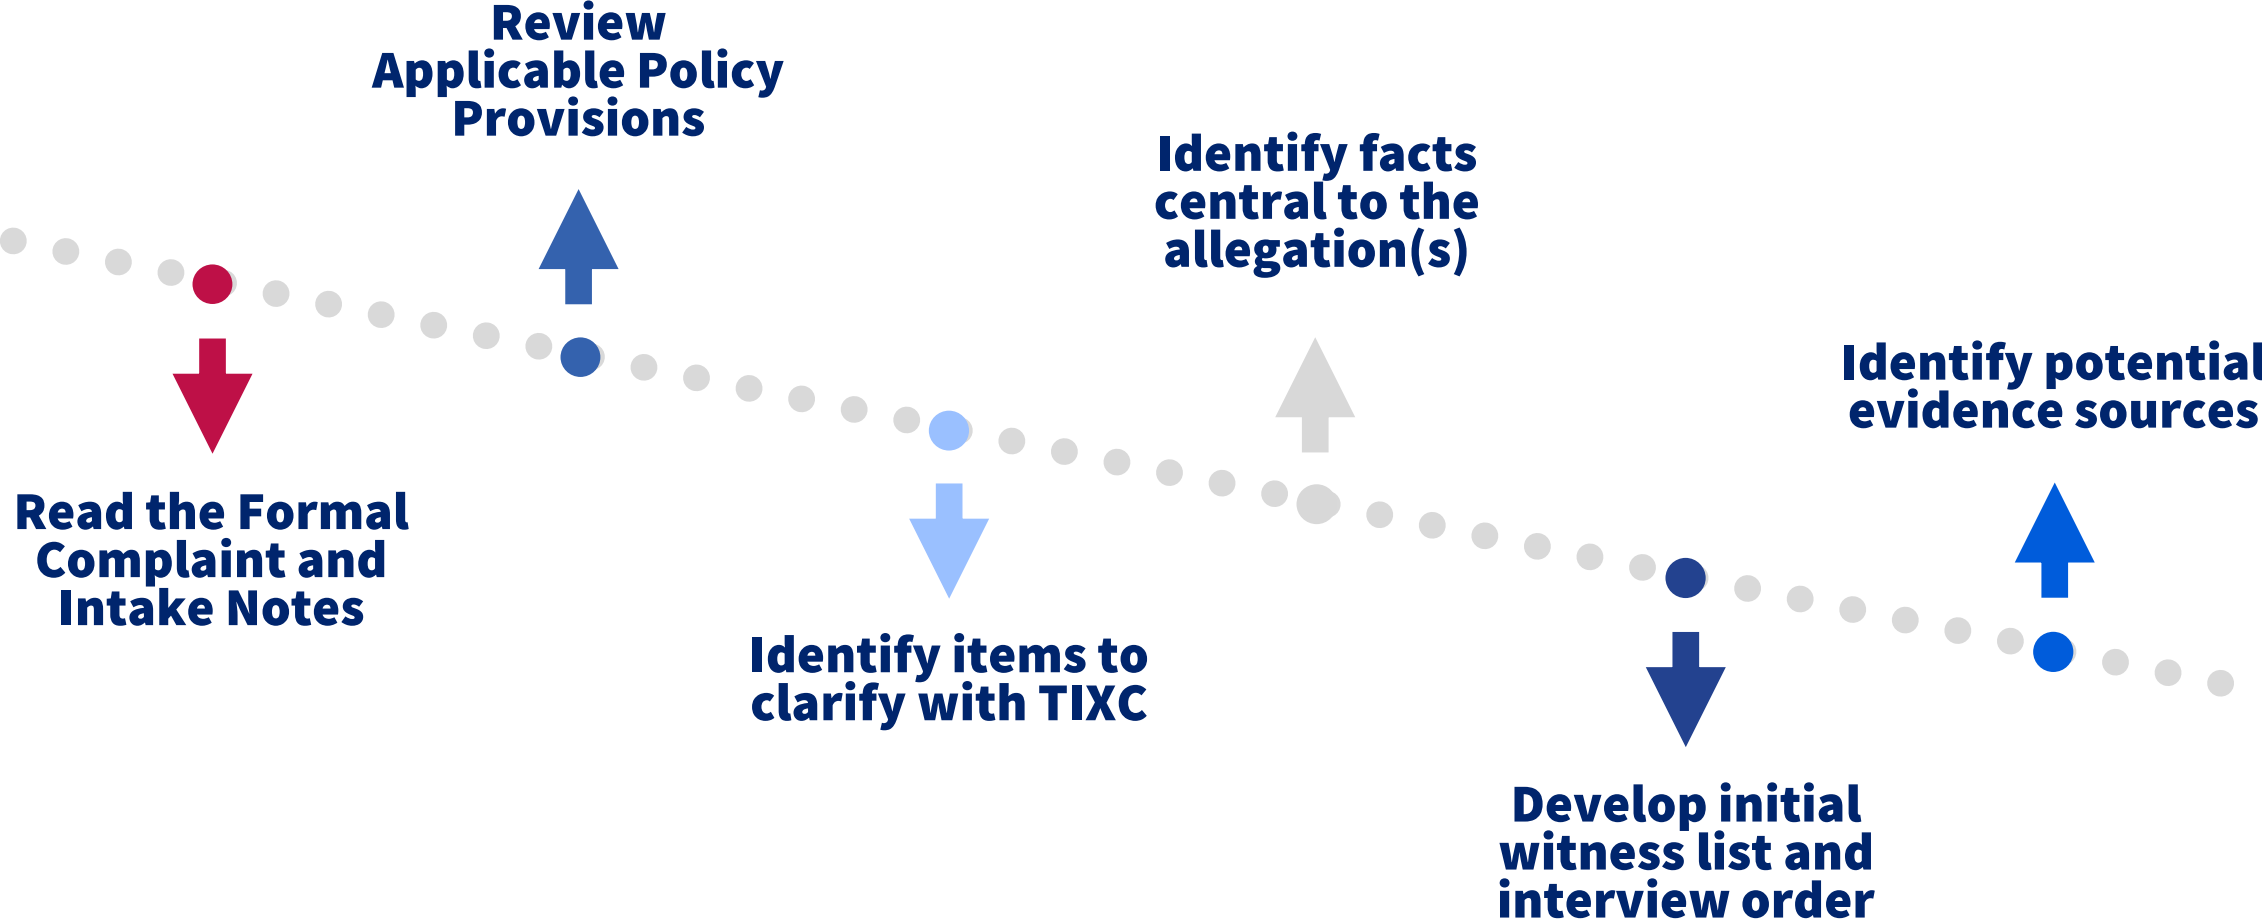 Review
Applicable Policy
Provisions
Read the Formal
Complaint and
Intake Notes
Identify items to
clarify with TIXC
Identify facts
central to the
allegation(s)
Develop initial
witness list and
interview order
Identify potential
evidence sources